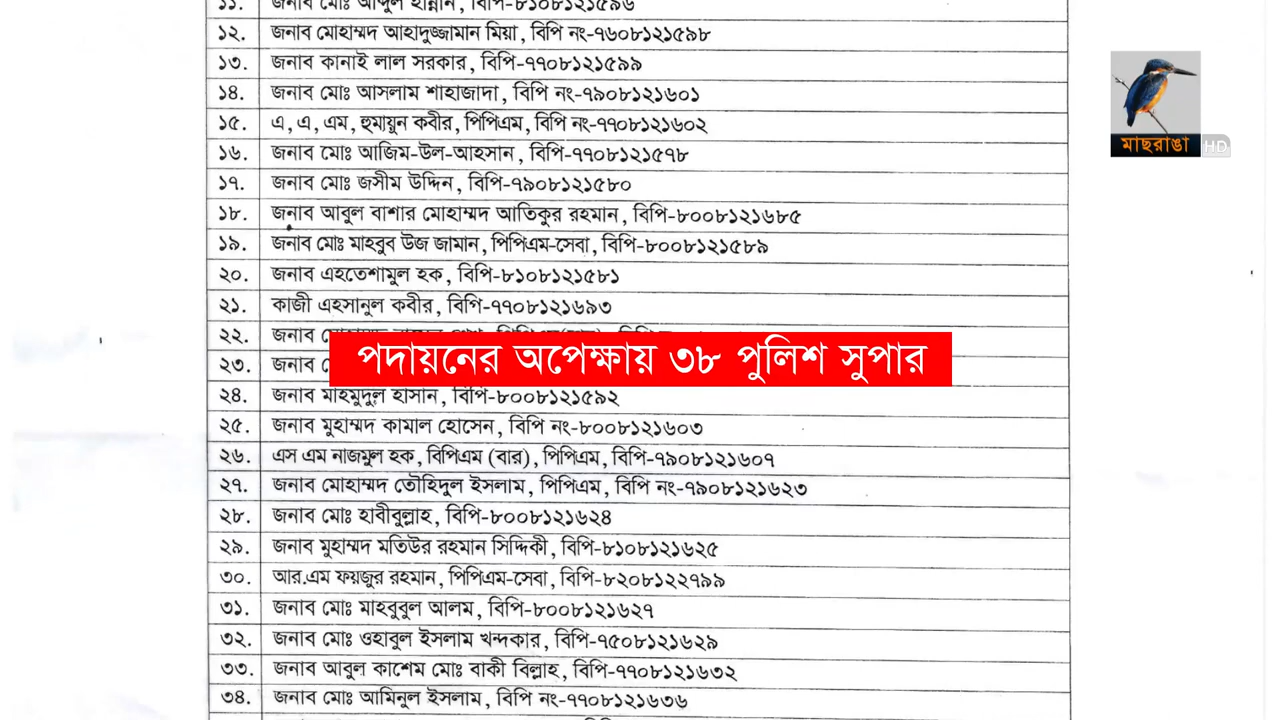 ১১. জনাব মোঃ আব্দুল হান্নান, বিপি-৮১০৮১২১৫৯৬
১২. জনাব মোহাম্মদ আহাদুজ্জামান মিয়া, বিপি নং-৭৬০৮১২১৫৯৮
১৩. জনাব কানাই লাল সরকার, বিপি-৭৭০৮১২১৫৯৯
১৪. জনাব মোঃ আসলাম শাহাজাদা, বিপি নং-৭৯০৮১২১৬০১
১৫. এ, এ, এম, হুমায়ুন কবীর, পিপিএম, বিপি নং-৭৭০৮১২১৬০২
১৬. জনাব মোঃ আজিম-উল-আহসান, বিপি-৭৭০৮১২১৫৭৮
১৭. জনাব মোঃ জসীম উদ্দিন, বিপি-৭৯০৮১২১৫৮০
১৮. জনাব আবুল বাশার মোহাম্মদ আতিকুর রহমান, বিপি-৮০০৮১২১৬৮৫
১৯. জনাব মোঃ মাহবুব উজ জামান, পিপিএম-সেবা, বিপি-৮০০৮১২১৫৮৯
২০. জনাব এহতেশামুল হক, বিপি-৮১০৮১২১৫৮১
২১. কাজী এহসানুল কবীর, বিপি-৭৭০৮১২১৬৯৩
২২. জনাব
২৩. জনাব
পদায়নের অপেক্ষায় ৩৮ পুলিশ সুপার
২৪. জনাব মাহমুদুল হাসান, বিপি-৮০০৮১২১৫৯২
২৫. জনাব মুহাম্মদ কামাল হোসেন, বিপি নং-৮০০৮১২১৬০৩
২৬. এস এম নাজমুল হক, বিপিএম (বার), পিপিএম, বিপি-৭৯০৮১২১৬০৭
২৭. জনাব মোহাম্মদ তৌহিদুল ইসলাম, পিপিএম, বিপি নং-৭৯০৮১২১৬২৩
২৮. জনাব মোঃ হাবীবুল্লাহ, বিপি-৮০০৮১২১৬২৪
২৯. জনাব মুহাম্মদ মতিউর রহমান সিদ্দিকী, বিপি-৮১০৮১২১৬২৫
৩০. আর.এম ফয়জুর রহমান, পিপিএম-সেবা, বিপি-৮২০৮১২২৭৯৯
৩১. জনাব মোঃ মাহবুবুল আলম, বিপি-৮০০৮১২১৬২৭
৩২. জনাব মোঃ ওহাবুল ইসলাম খন্দকার, বিপি-৭৫০৮১২১৬২৯
৩৩. জনাব আবুল কাশেম মোঃ বাকী বিল্লাহ, বিপি-৭৭০৮১২১৬৩২
৩৪. জনাব মোঃ আমিনুল ইসলাম, বিপি নং-৭৭০৮১২১৬৩৬
মাছরাঙা HD